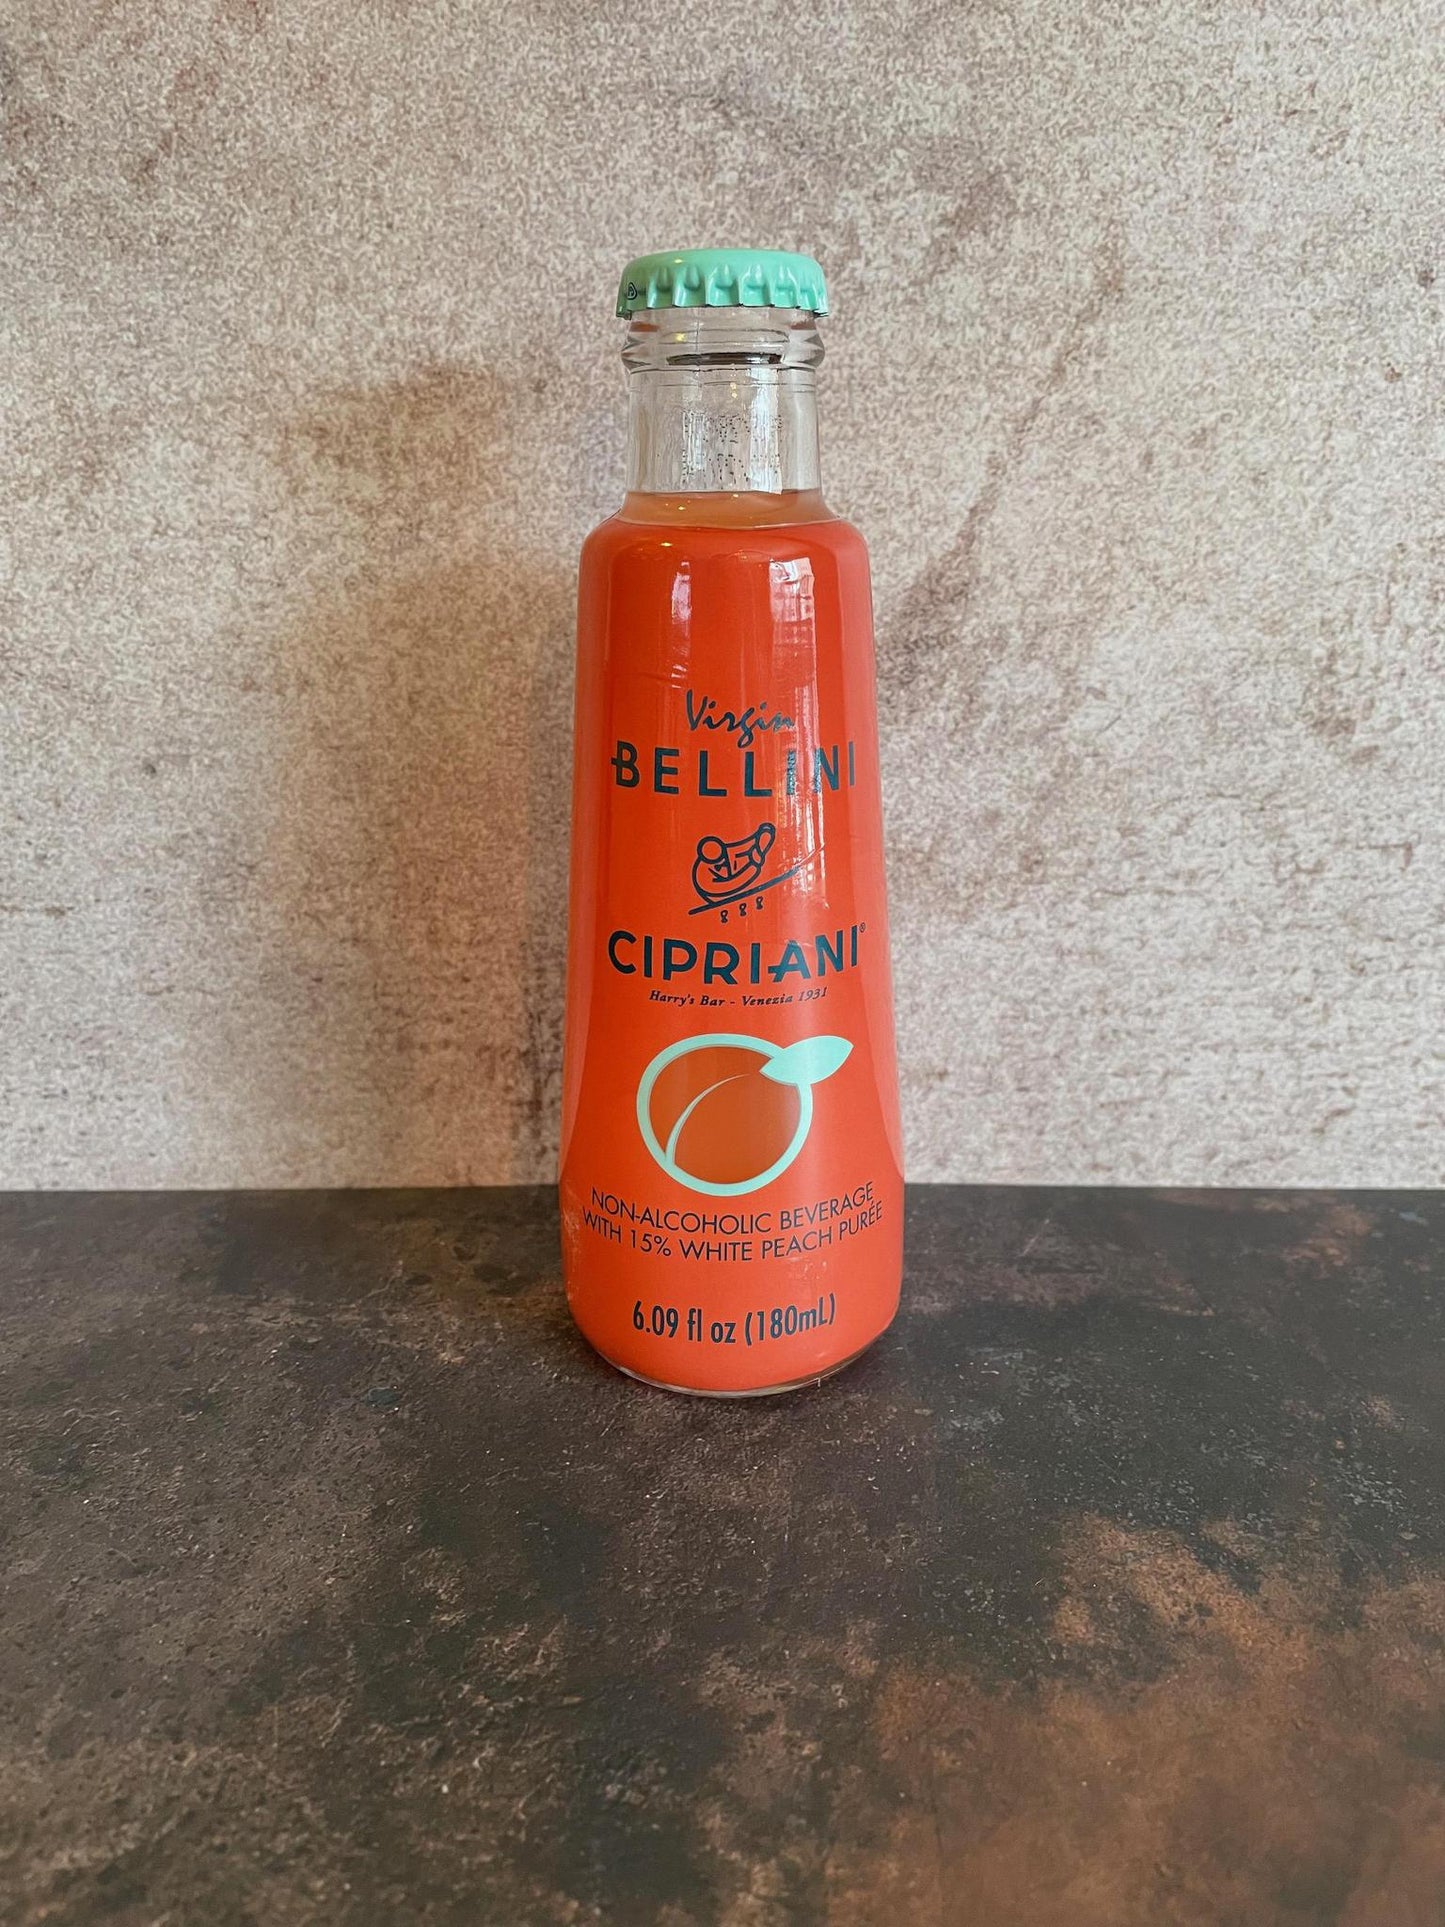 Virgin
BELLINI
CIPRIANI®
Harry's Bar - Venezia 1931
NON-ALCOHOLIC BEVERAGE
WITH 15% WHITE PEACH PURÉE
6.09 fl oz (180mL)